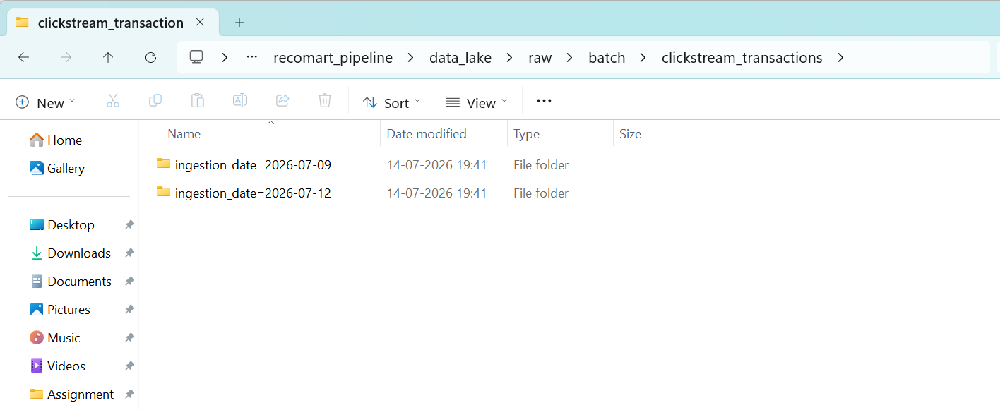 clickstream_transaction
··· recomart_pipeline data_lake raw batch clickstream_transactions
New Sort View
Name Date modified Type Size
ingestion_date=2026-07-09 14-07-2026 19:41 File folder
ingestion_date=2026-07-12 14-07-2026 19:41 File folder
Home
Gallery
Desktop
Downloads
Documents
Pictures
Music
Videos
Assignment